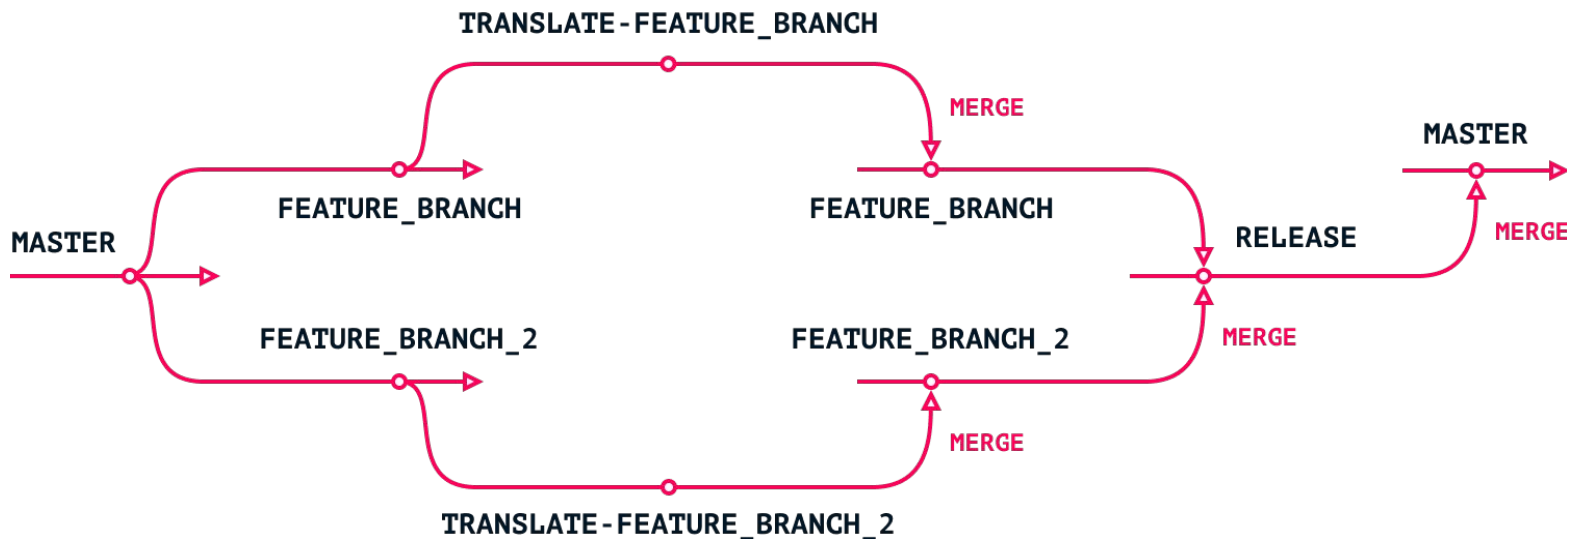 TRANSLATE-FEATURE_BRANCH
MERGE
MASTER
FEATURE_BRANCH
FEATURE_BRANCH
MASTER
RELEASE
MERGE
FEATURE_BRANCH_2
FEATURE_BRANCH_2
MERGE
MERGE
TRANSLATE-FEATURE_BRANCH_2